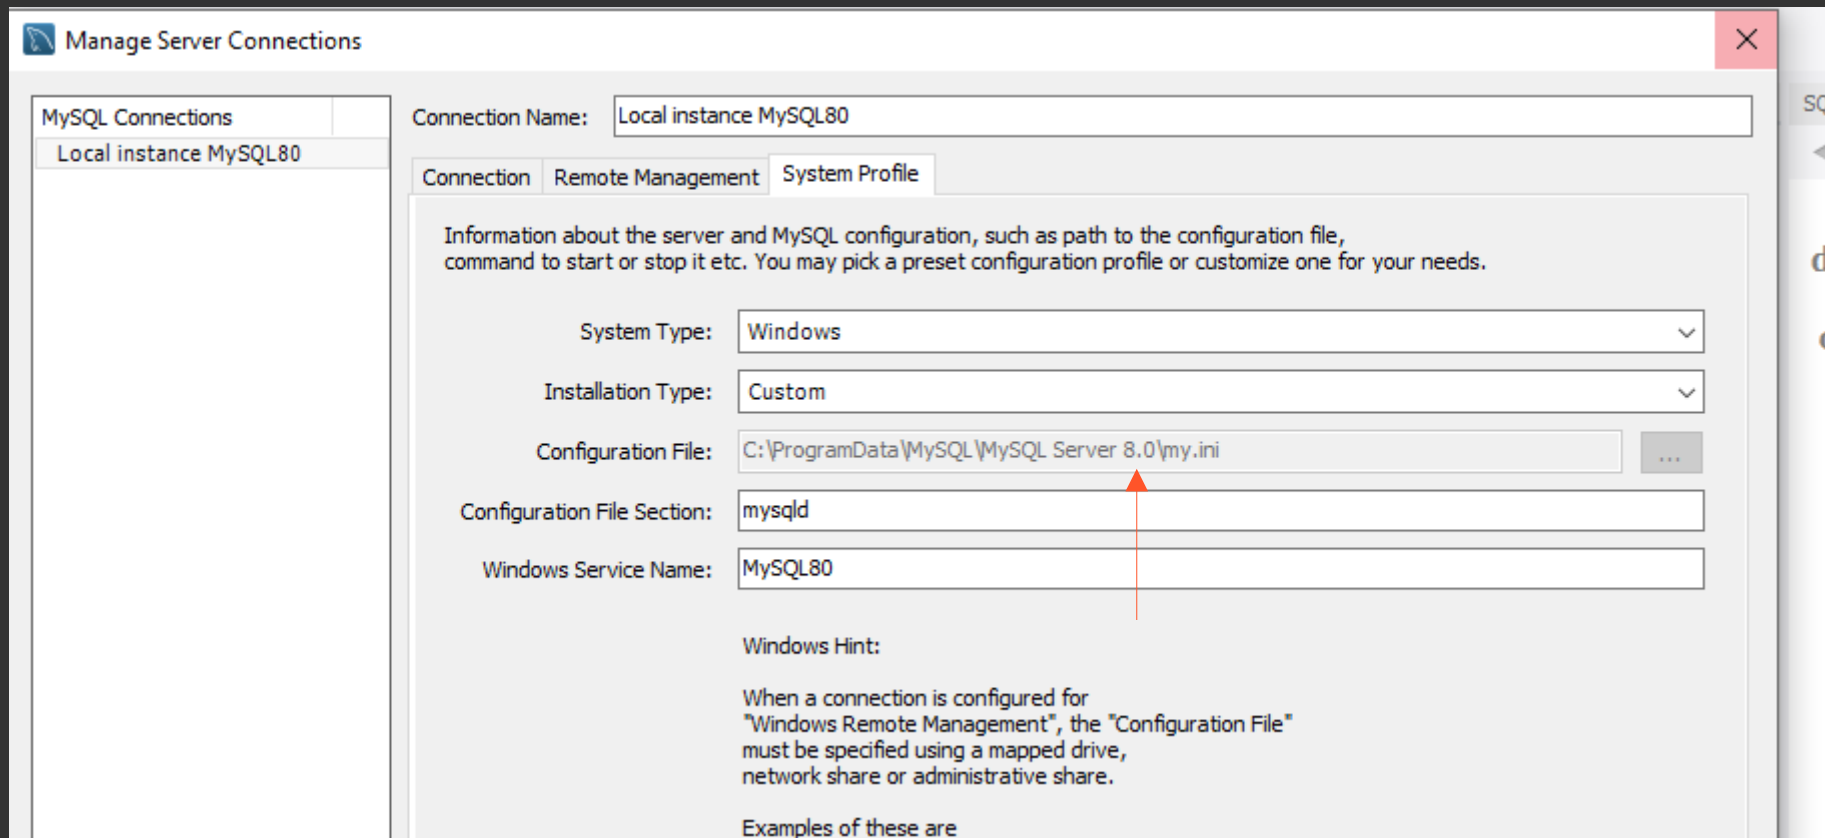 Manage Server Connections
MySQL Connections
Local instance MySQL80
Connection Name: Local instance MySQL80
Connection Remote Management System Profile
Information about the server and MySQL configuration, such as path to the configuration file,
command to start or stop it etc. You may pick a preset configuration profile or customize one for your needs.
System Type: Windows
Installation Type: Custom
Configuration File: C:\ProgramData\MySQL\MySQL Server 8.0\my.ini ...
Configuration File Section: mysqld
Windows Service Name: MySQL80
Windows Hint:
When a connection is configured for
"Windows Remote Management", the "Configuration File"
must be specified using a mapped drive,
network share or administrative share.
Examples of these are